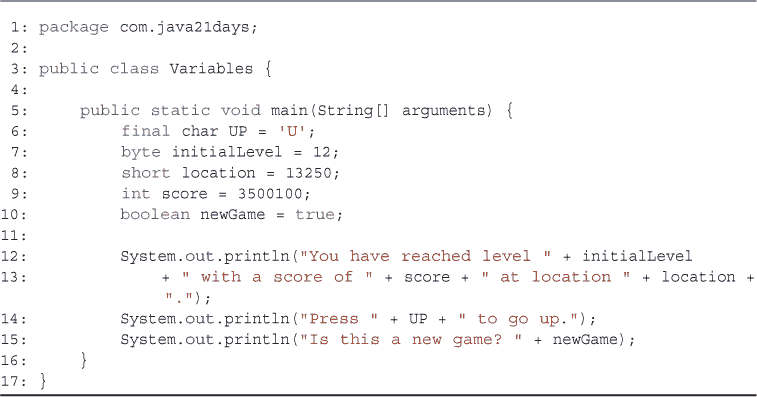 1: package com.java21days;
2:
3: public class Variables {
4:
5:     public static void main(String[] arguments) {
6:         final char UP = 'U';
7:         byte initialLevel = 12;
8:         short location = 13250;
9:         int score = 3500100;
10:         boolean newGame = true;
11:
12:         System.out.println("You have reached level " + initialLevel
13:             + " with a score of " + score + " at location " + location +
".");
14:         System.out.println("Press " + UP + " to go up.");
15:         System.out.println("Is this a new game? " + newGame);
16:     }
17: }